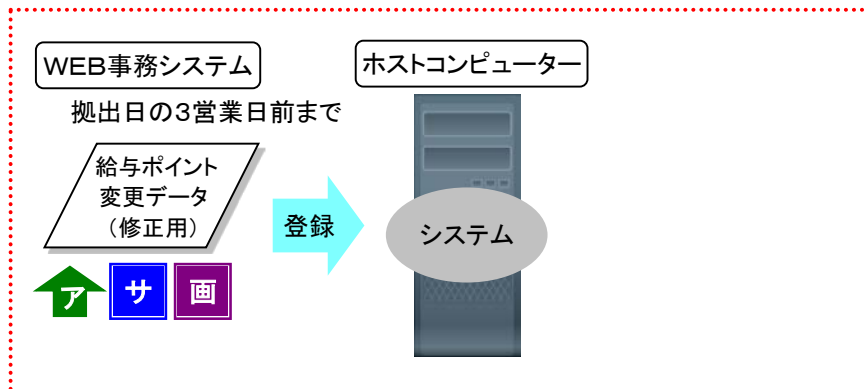 WEB事務システム
ホストコンピューター
拠出日の3営業日前まで
給与ポイント
変更データ
（修正用）
登録
システム
ア
サ
画